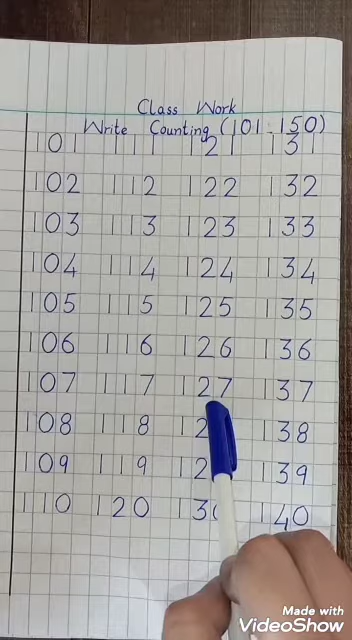 Class Work
Write Counting (101-150)
101 111 121 131
102 112 122 132
103 113 123 133
104 114 124 134
105 115 125 135
106 116 126 136
107 117 127 137
108 118 138
109 119 139
110 120 140
Made with
VideoShow